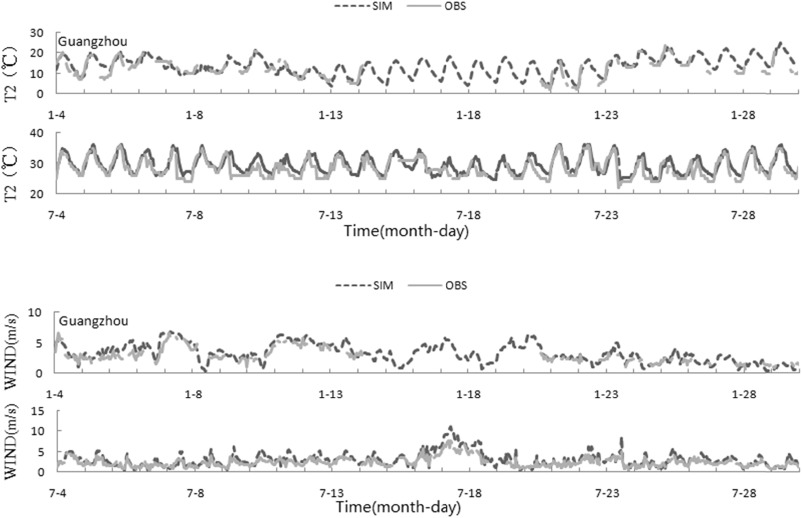 SIM OBS
T2 (℃)
30
20
10
0
Guangzhou
1-4 1-8 1-13 1-18 1-23 1-28
T2 (℃)
40
30
20
7-4 7-8 7-13 7-18 7-23 7-28
Time(month-day)
SIM OBS
WIND(m/s)
10
5
0
Guangzhou
1-4 1-8 1-13 1-18 1-23 1-28
WIND(m/s)
15
10
5
0
7-4 7-8 7-13 7-18 7-23 7-28
Time(month-day)